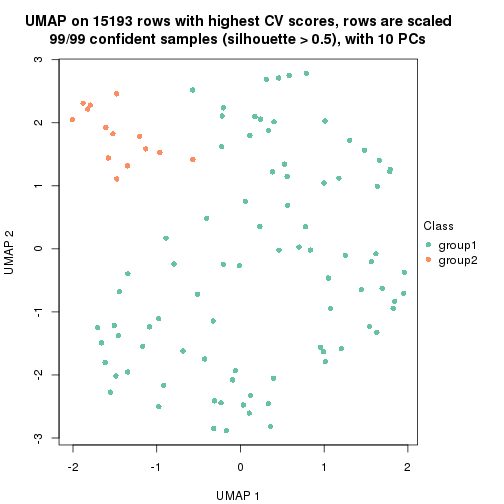 UMAP on 15193 rows with highest CV scores, rows are scaled
99/99 confident samples (silhouette > 0.5), with 10 PCs
3
2
1
0
-1
-2
-3
UMAP 2
-2
-1
0
1
2
UMAP 1
Class
group1
group2